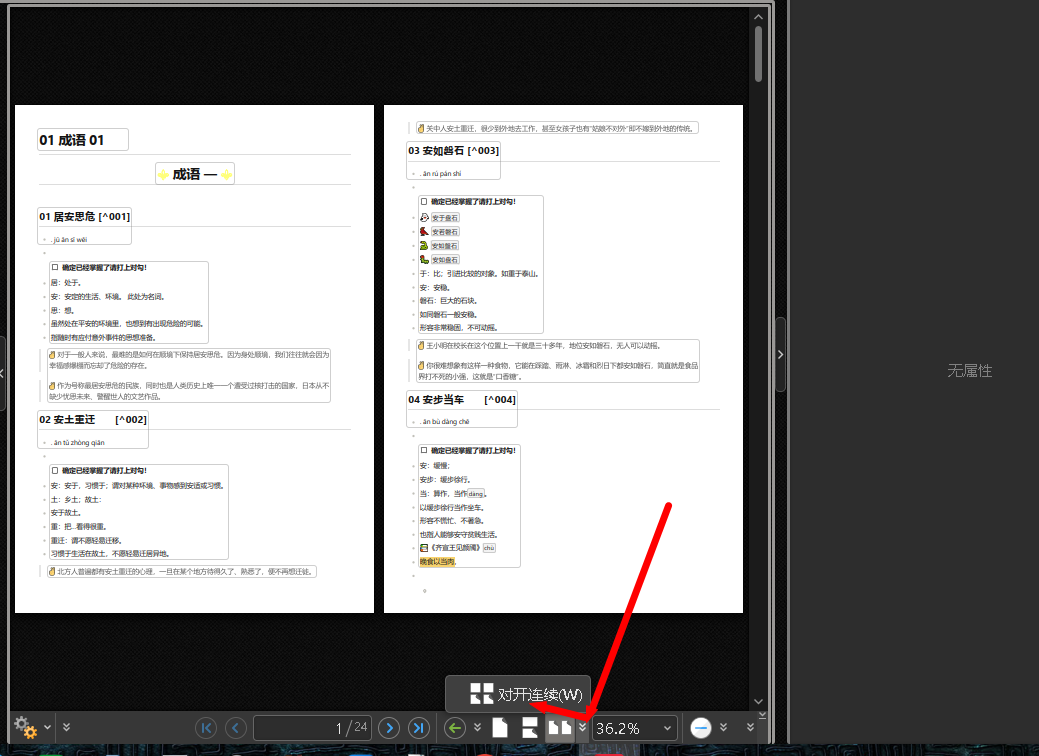 01 成语 01
成语 一
01 居安思危 [^001]
. jū ān sī wēi
确定已经掌握了请打上对勾！
居：处于。
安：安定的生活、环境。 此处为名词。
思：想。
虽然处在平安的环境里，也想到有出现危险的可能。
指随时有应付意外事件的思想准备。
对于一般人来说，最难的是如何在顺境下保持居安思危。因为身处顺境，我们往往就会因为
幸福感爆棚而忘却了危险的存在。
作为号称最居安思危的民族，同时也是人类历史上唯一一个遭受过核打击的国家，日本从不
缺少忧思未来、警醒世人的文艺作品。
02 安土重迁 [^002]
. ān tǔ zhòng qiān
确定已经掌握了请打上对勾！
安：安于，习惯于；谓对某种环境、事物感到安适或习惯。
土：乡土；故土：
安于故土。
重：把…看得很重。
重迁：谓不愿轻易迁移。
习惯于生活在故土，不愿轻易迁居异地。
北方人普遍都有安土重迁的心理，一旦在某个地方待得久了，熟悉了，便不再想迁徙。
关中人安土重迁，很少到外地去工作，甚至女孩子也有"姑娘不对外"即不嫁到外地的传统。
03 安如磐石 [^003]
. ān rú pán shí
确定已经掌握了请打上对勾！
安于盘石
安若磐石
安如磐石
安如盘石
于：比；引进比较的对象。如重于泰山。
安：安稳。
磐石：巨大的石块。
如同磐石一般安稳。
形容非常稳固，不可动摇。
王小明在校长在这个位置上一干就是三十多年，地位安如磐石，无人可以动摇。
你很难想象有这样一种食物，它能在踩踏、雨淋、冰霜和烈日下都安如磐石，简直就是食品
界打不死的小强，这就是"口香糖"。
04 安步当车 [^004]
. ān bù dàng chē
确定已经掌握了请打上对勾！
安：缓慢；
安步：缓步徐行。
当：算作，当作dàng。
以缓步徐行当作坐车。
形容不慌忙，不著急。
也指人能够安守贫贱生活。
《齐宣王见颜斶》chù
晚食以当肉,
无属性
对开连续(W)
1 / 24
36.2%